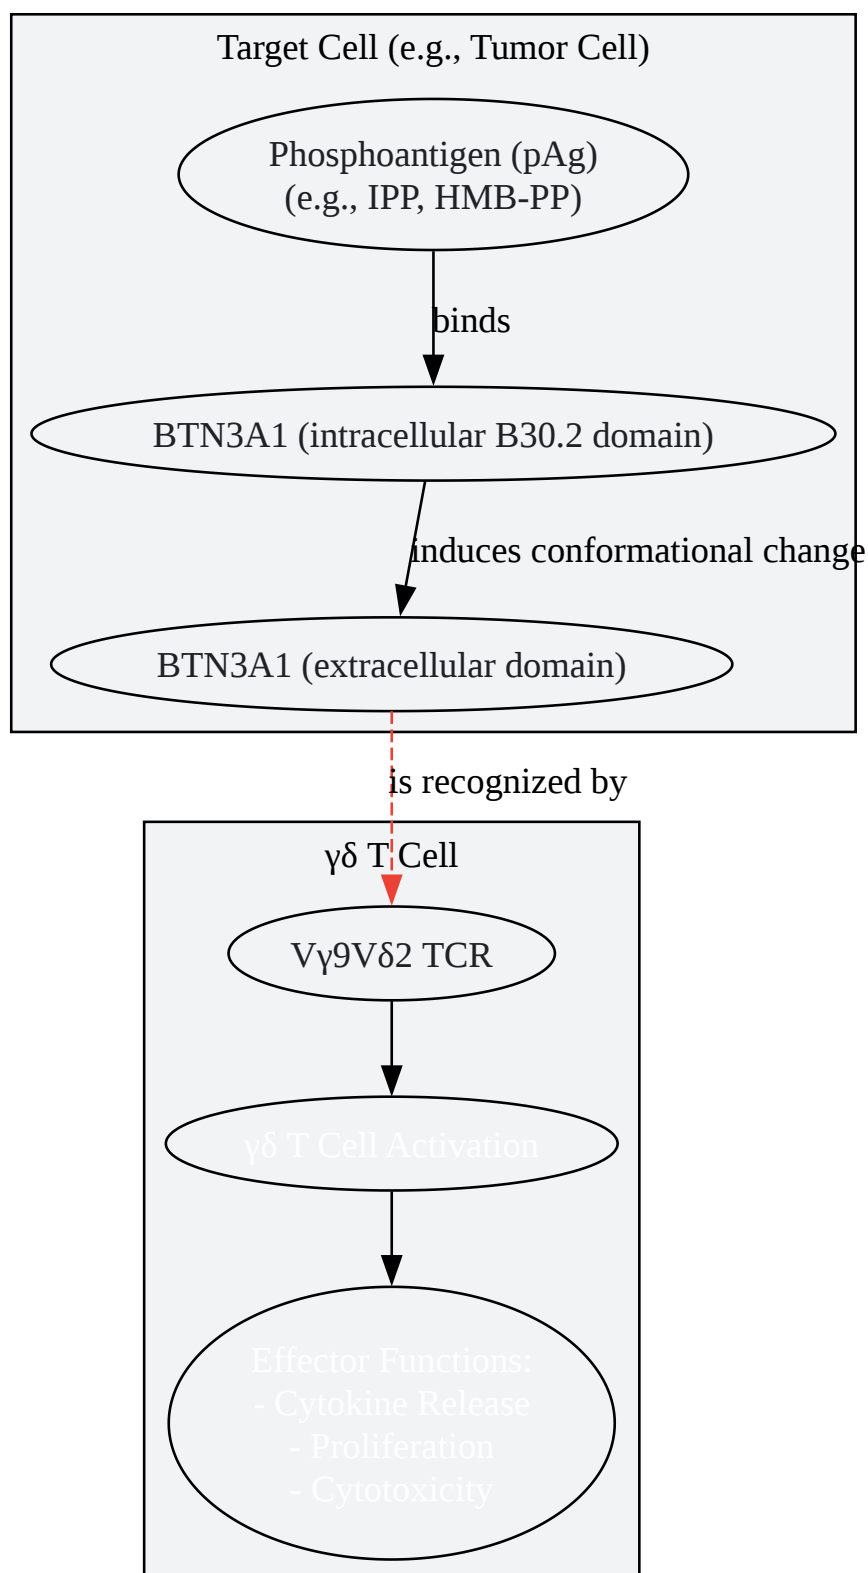 Target Cell (e.g., Tumor Cell)
Phosphoantigen (pAg)
(e.g., IPP, HMB-PP)
binds
BTN3A1 (intracellular B30.2 domain)
induces conformational change
BTN3A1 (extracellular domain)
is recognized by
γδ T Cell
Vγ9Vδ2 TCR
γδ T Cell Activation
Effector Functions:
- Cytokine Release
- Proliferation
- Cytotoxicity